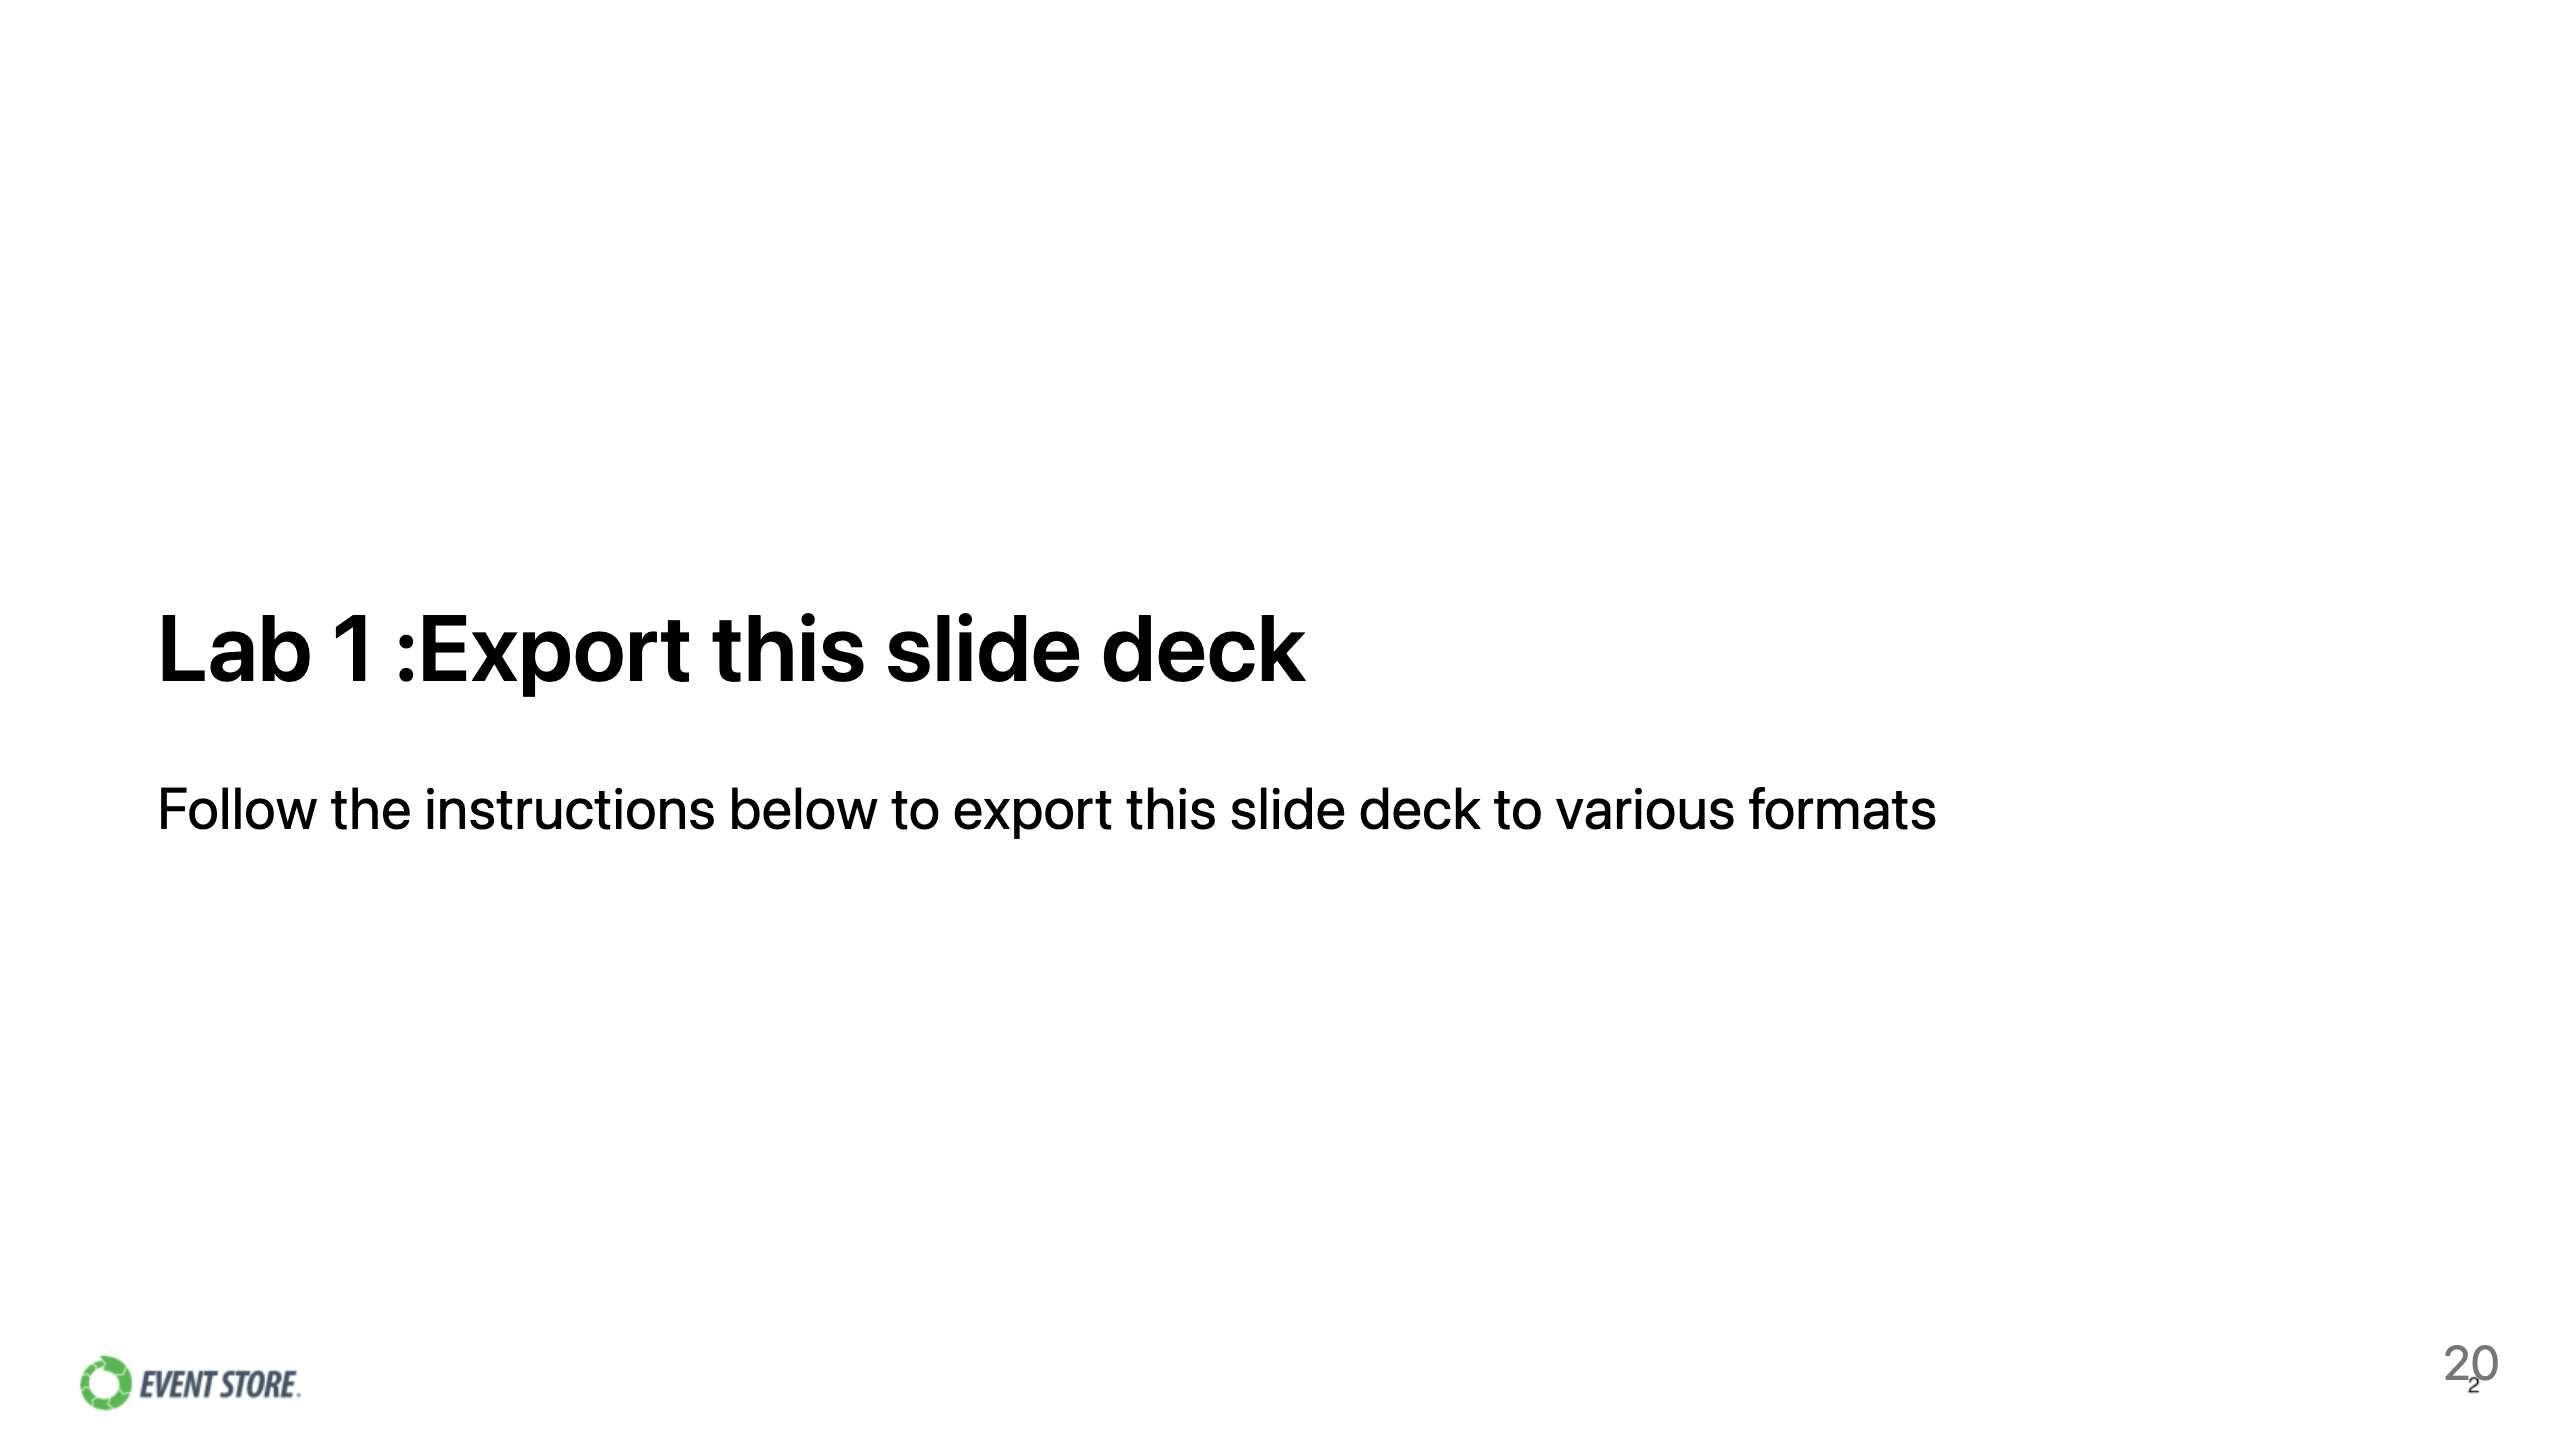 Lab 1 :Export this slide deck
Follow the instructions below to export this slide deck to various formats
EVENT STORE.
20
2